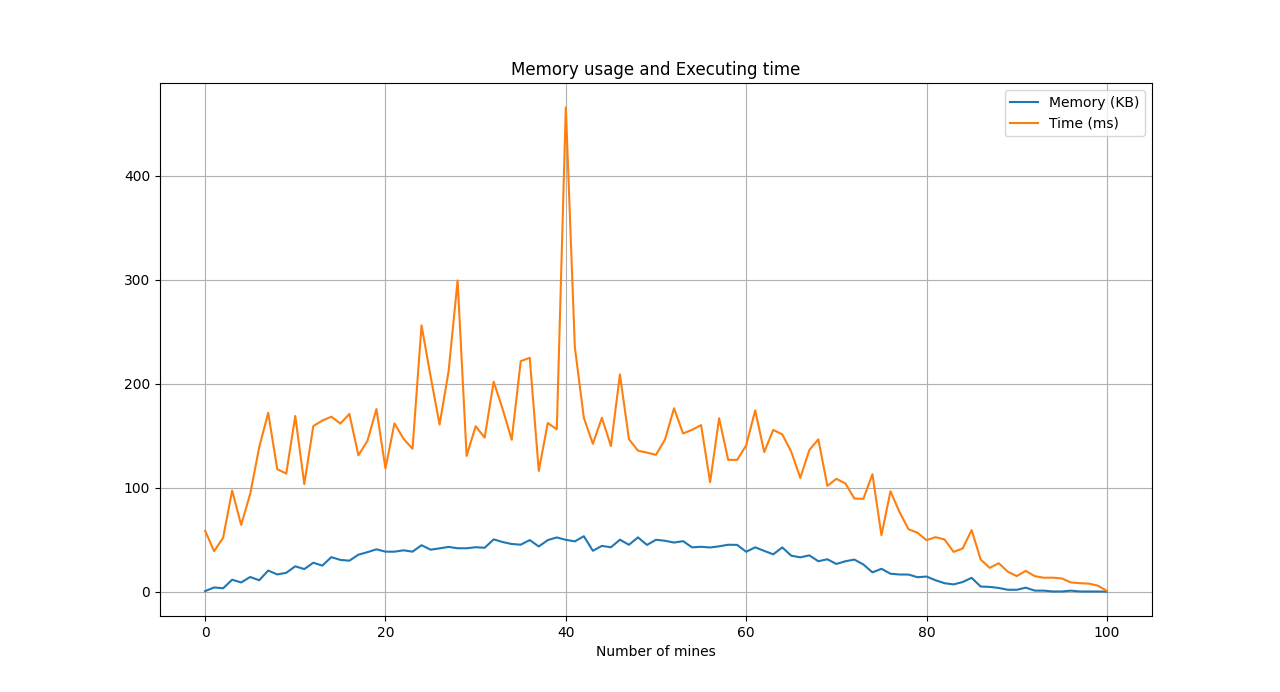 Memory usage and Executing time
Memory (KB)
Time (ms)
400
300
200
100
0
0 20 40 60 80 100
Number of mines